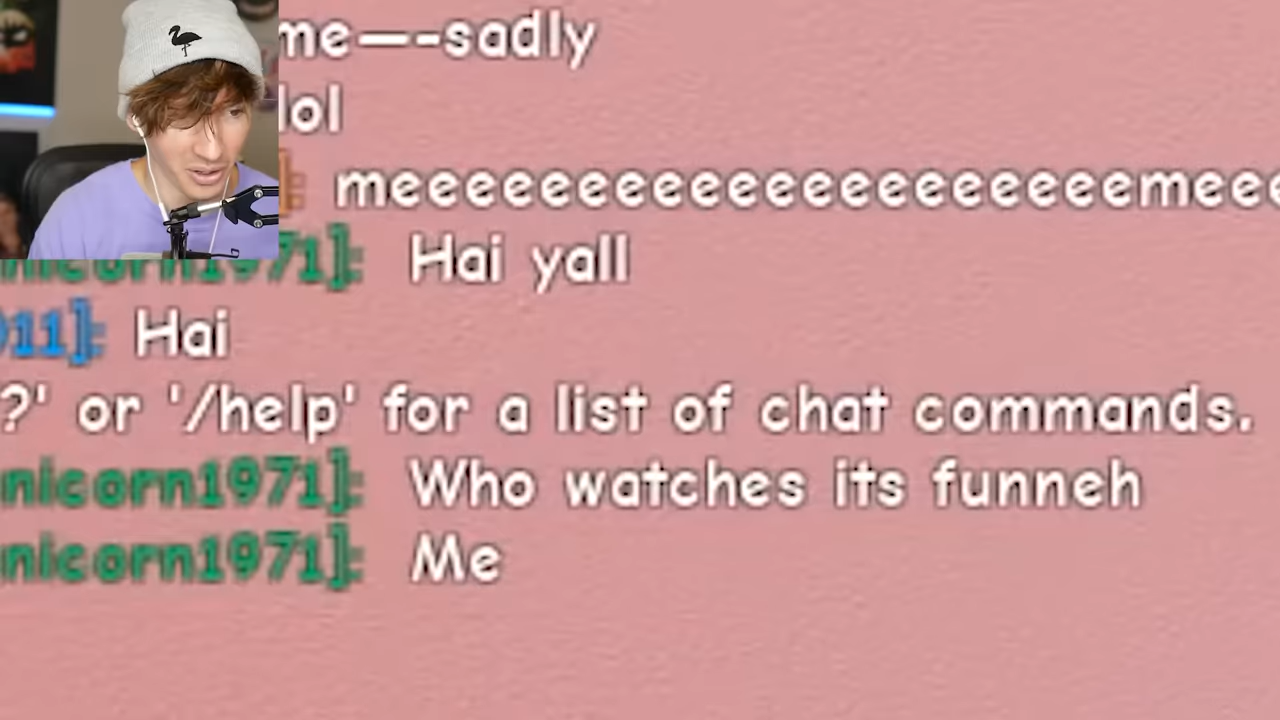 me—--sadly
lol
]: meeeeeeeeeeeeeeeeeeeeemeee
nicorn1971]: Hai yall
011]: Hai
?' or '/help' for a list of chat commands.
nicorn1971]: Who watches its funneh
nicorn1971]: Me